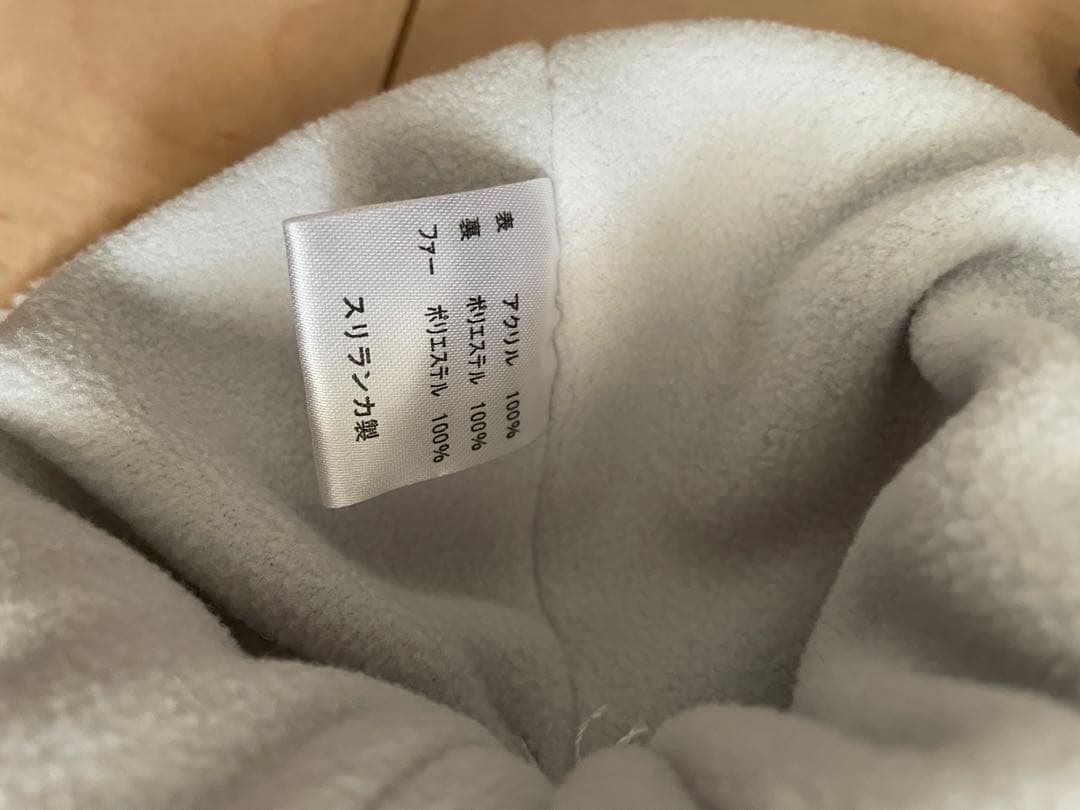 表 アクリル 100%
裏 ポリエステル 100%
ファー ポリエステル 100%
スリランカ製